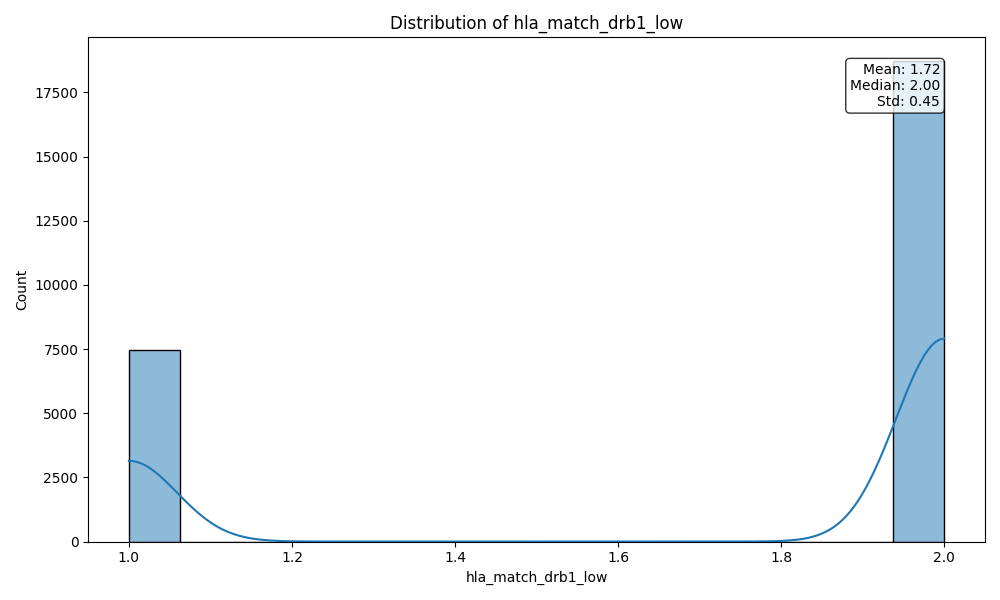 Distribution of hla_match_drb1_low
Mean: 1.72
Median: 2.00
Std: 0.45
17500
15000
12500
10000
7500
5000
2500
0
Count
1.0 1.2 1.4 1.6 1.8 2.0
hla_match_drb1_low